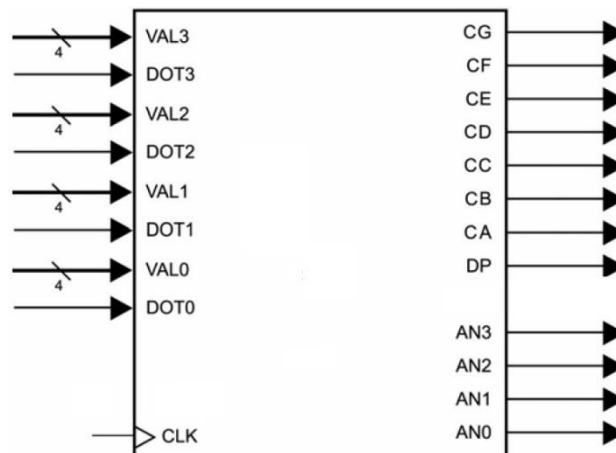 VAL3
4
DOT3
VAL2
4
DOT2
VAL1
4
DOT1
VAL0
4
DOT0
CLK
CG
CF
CE
CD
CC
CB
CA
DP
AN3
AN2
AN1
AN0